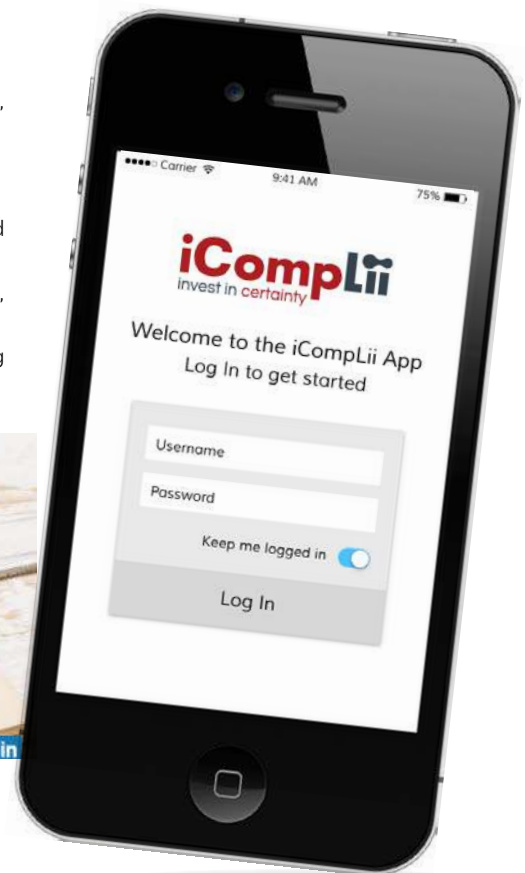 ,
d
,
g
●●●●○ Carrier 9:41 AM 75%
iCompLii
invest in certainty
Welcome to the iCompLii App
Log In to get started
Username
Password
Keep me logged in
Log In
in